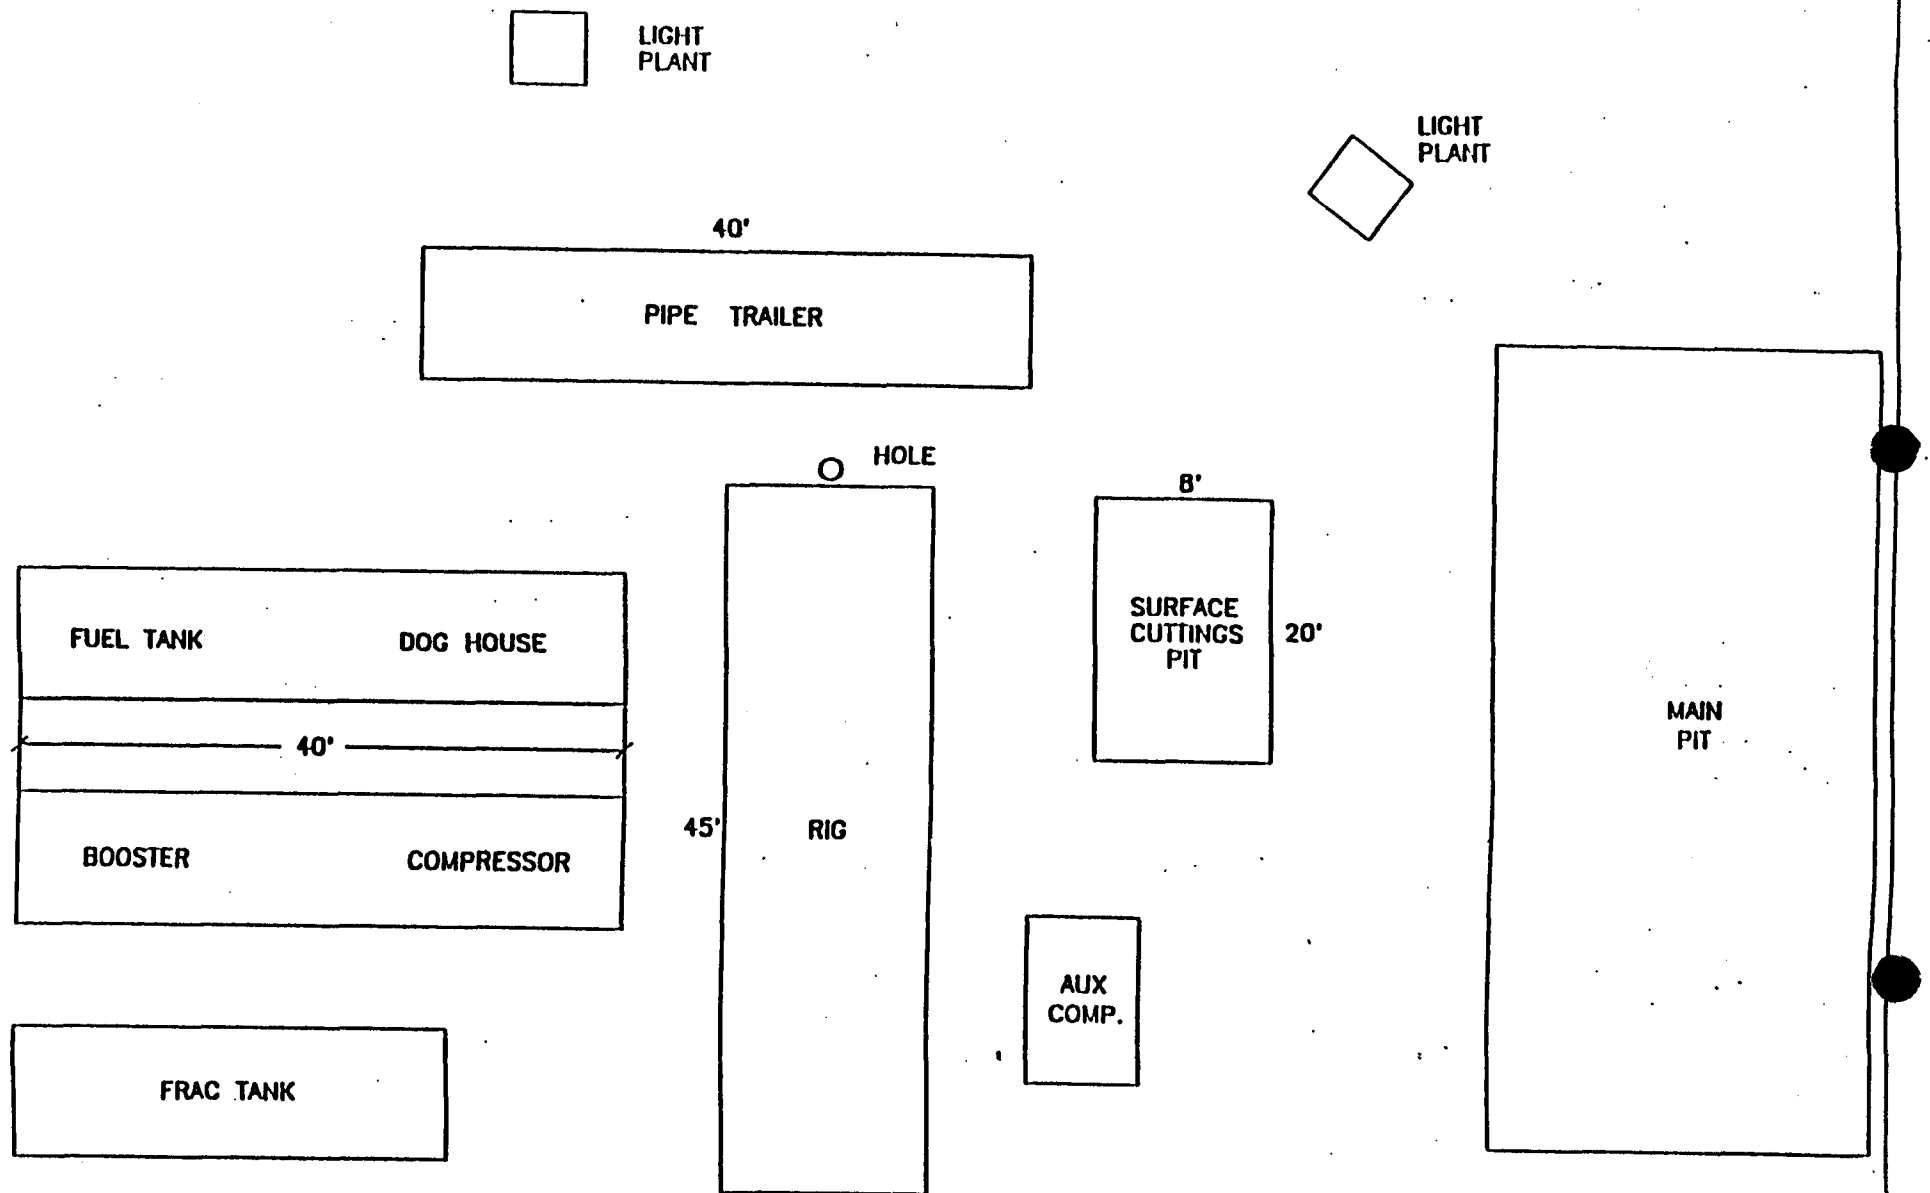 LIGHT
PLANT
LIGHT
PLANT
40'
PIPE TRAILER
HOLE
8'
SURFACE
CUTTINGS
PIT
20'
FUEL TANK DOG HOUSE
40'
MAIN
PIT
45'
RIG
BOOSTER COMPRESSOR
AUX
COMP.
FRAC TANK